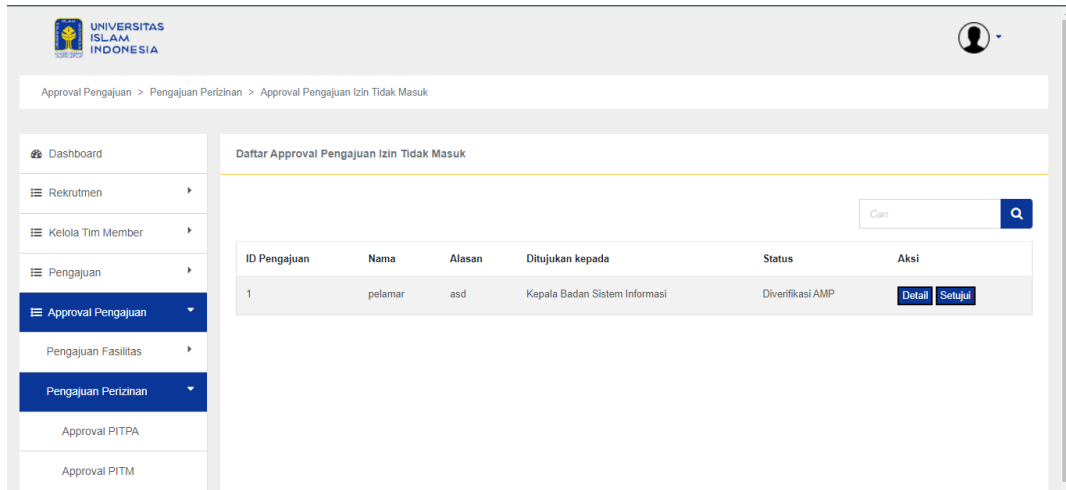 UNIVERSITAS
ISLAM
INDONESIA
Approval Pengajuan > Pengajuan Perizinan > Approval Pengajuan Izin Tidak Masuk
Dashboard
Rekrutmen
Kelola Tim Member
Pengajuan
Approval Pengajuan
Pengajuan Fasilitas
Pengajuan Perizinan
Approval PITPA
Approval PITM
Daftar Approval Pengajuan Izin Tidak Masuk
Cari
ID Pengajuan Nama Alasan Ditujukan kepada Status Aksi
1 pelamar asd Kepala Badan Sistem Informasi Diverifikasi AMP Detail Setujui